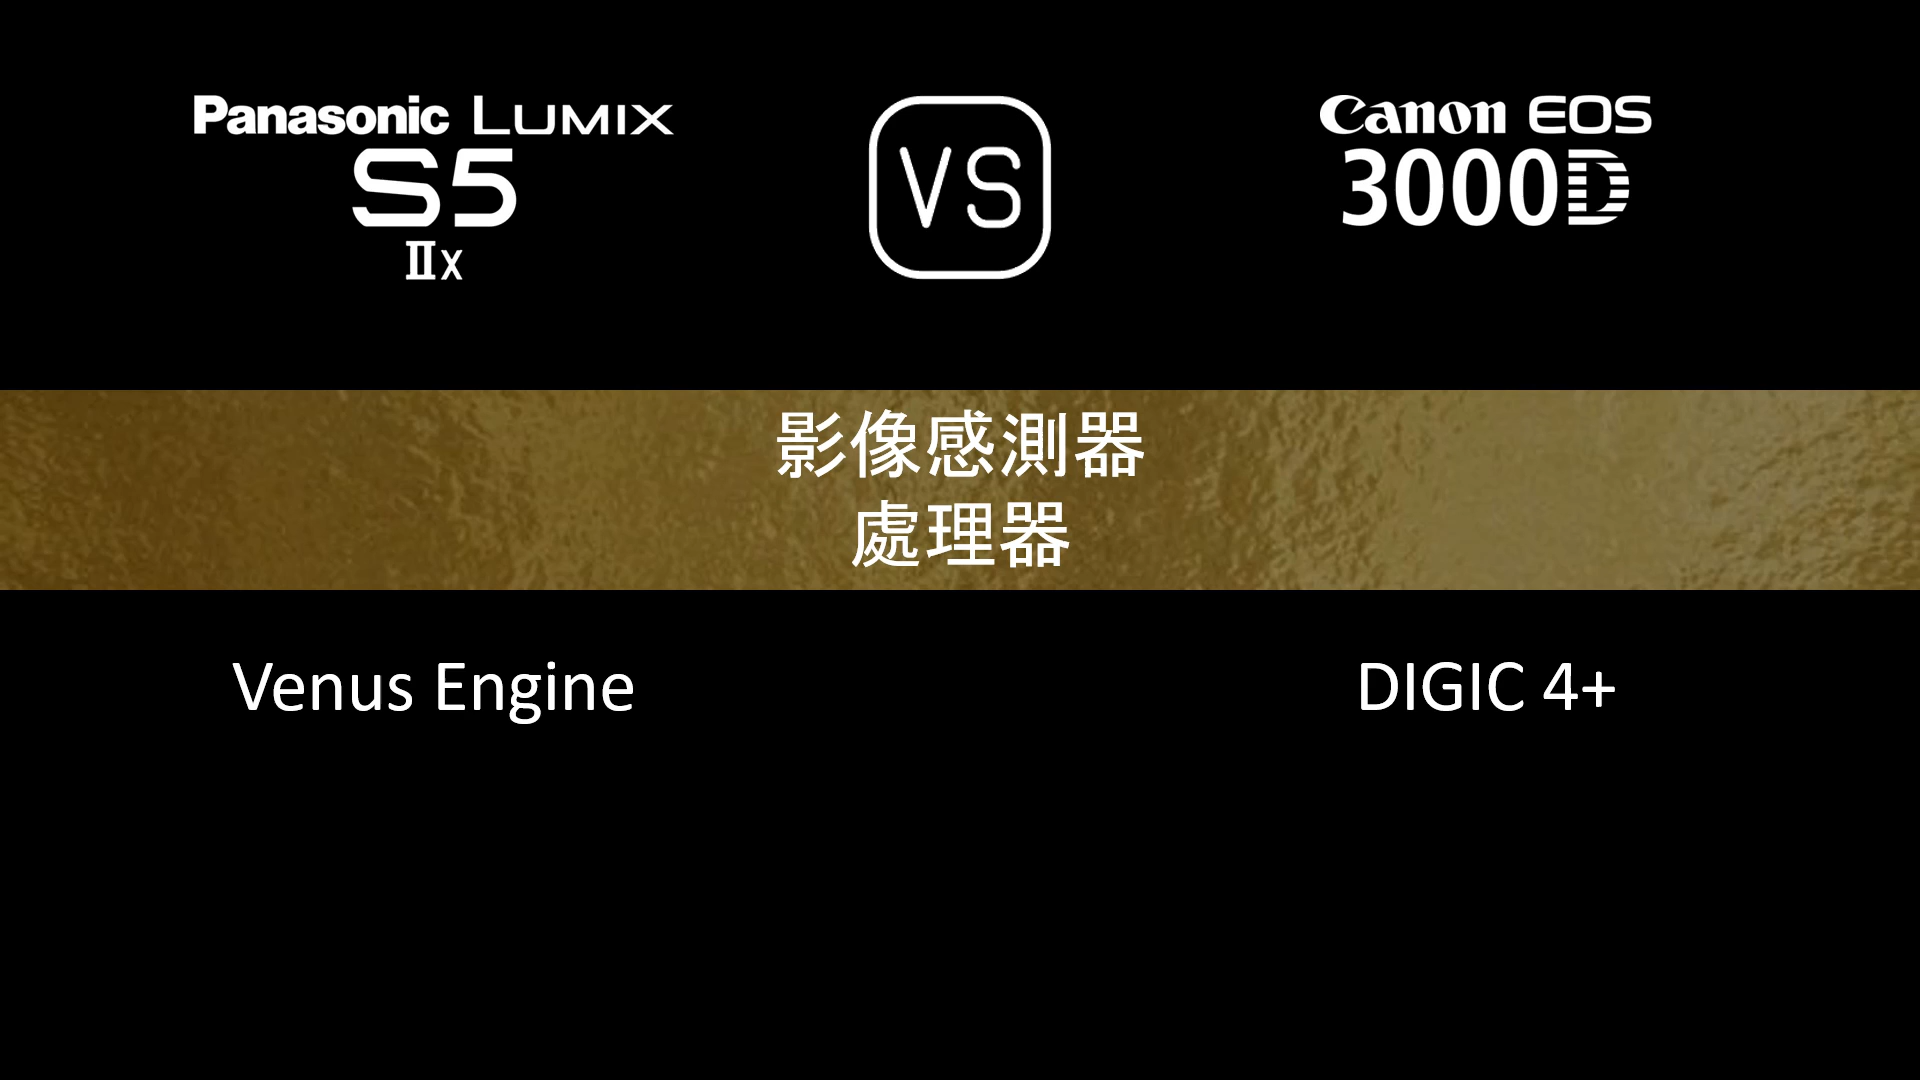 Panasonic LUMIX
S5
IIX
VS
Canon EOS
3000D
影像感測器
處理器
Venus Engine
DIGIC 4+